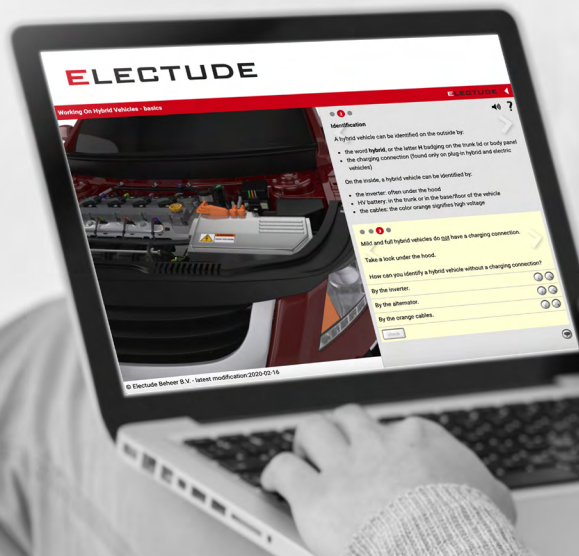 ELECTUDE
Working On Hybrid Vehicles - basics
ELECTUDE
Identification
A hybrid vehicle can be identified on the outside by:
• the word hybrid, or the letter H badging on the trunk lid or body panel
• the charging connection (found only on plug-in hybrid and electric
vehicles)
On the inside, a hybrid vehicle can be identified by:
• the inverter: often under the hood
• HV battery: in the trunk or in the base/floor of the vehicle
• the cables: the color orange signifies high voltage
Mild and full hybrid vehicles do not have a charging connection.
Take a look under the hood.
How can you identify a hybrid vehicle without a charging connection?
By the inverter.
By the alternator.
By the orange cables.
© Electude Beheer B.V. - latest modification:2020-02-16